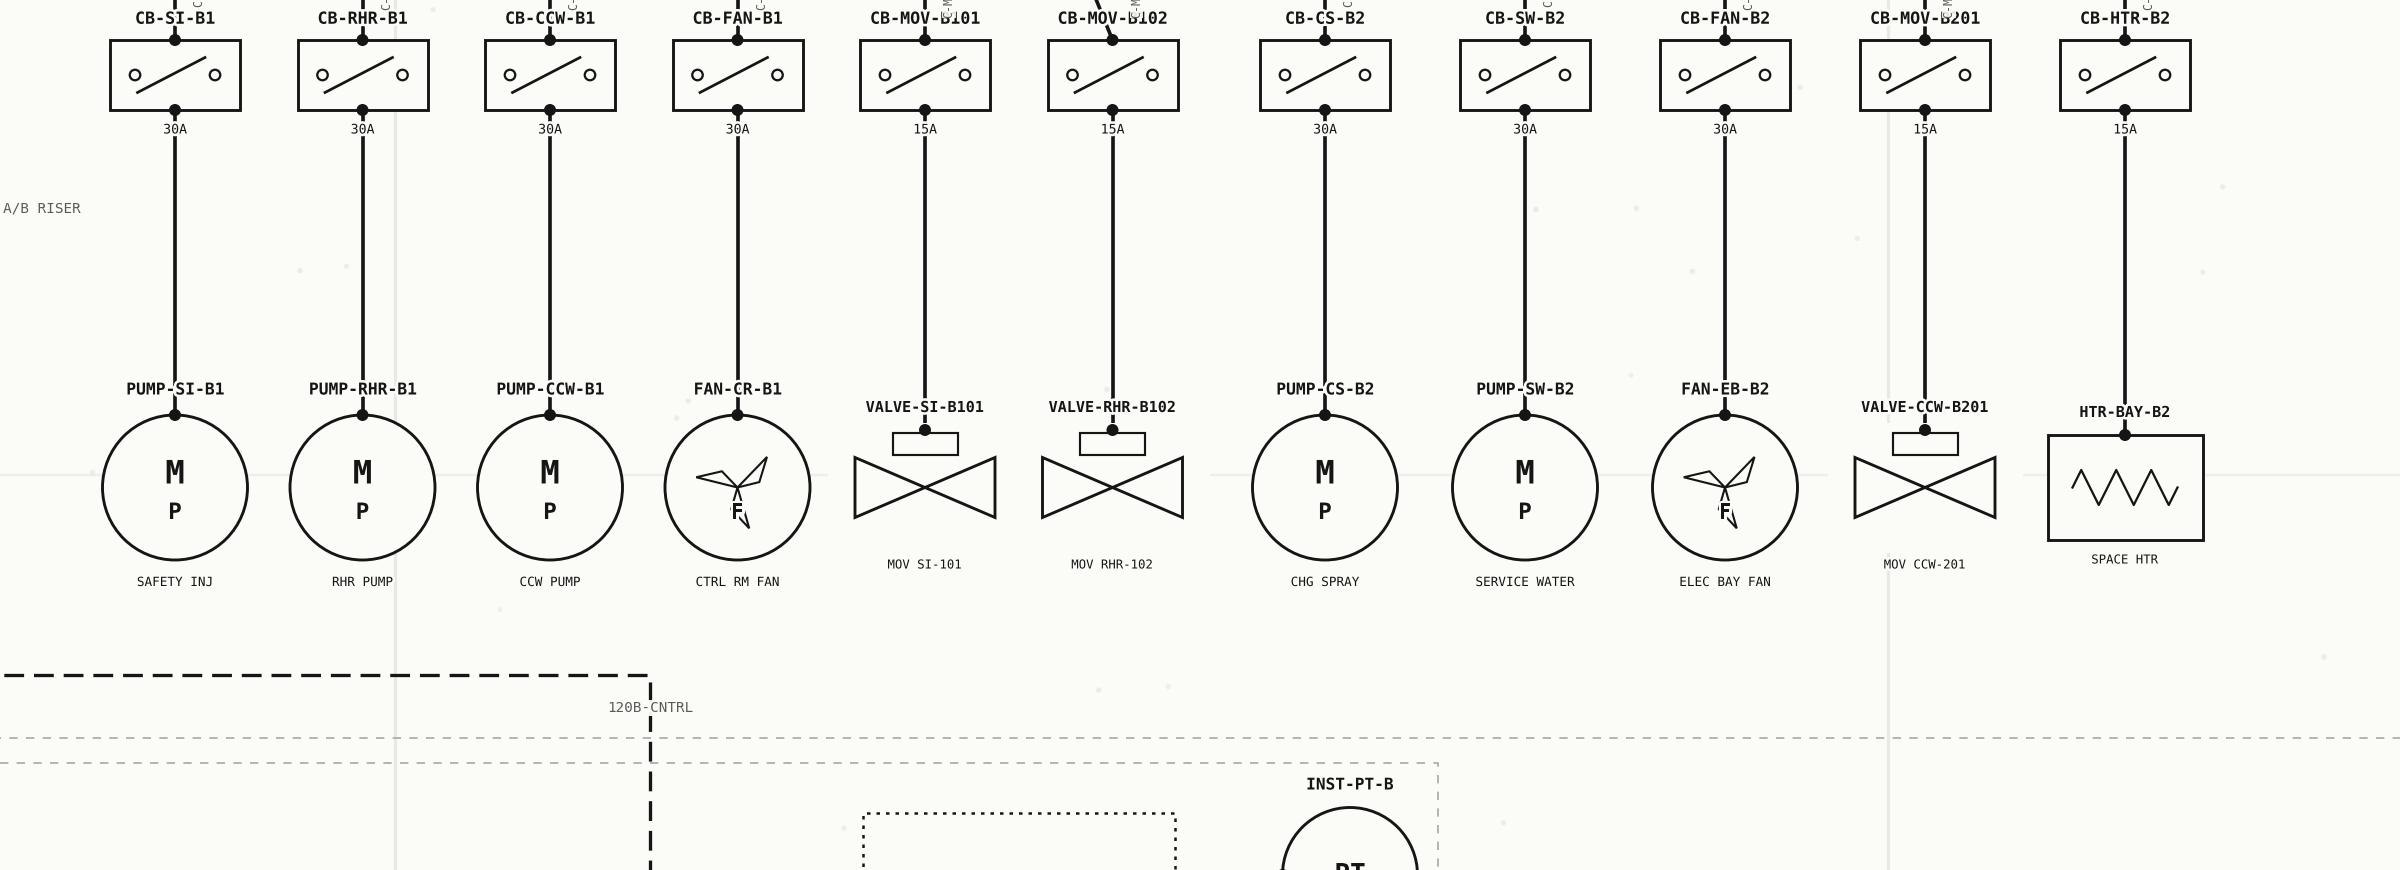 CB-SI-B1 CB-RHR-B1 CB-CCW-B1 CB-FAN-B1 CB-MOV-B101 CB-MOV-B102 CB-CS-B2 CB-SW-B2 CB-FAN-B2 CB-MOV-B201 CB-HTR-B2
30A 30A 30A 30A 15A 15A 30A 30A 30A 15A 15A
A/B RISER
PUMP-SI-B1 PUMP-RHR-B1 PUMP-CCW-B1 FAN-CR-B1 VALVE-SI-B101 VALVE-RHR-B102 PUMP-CS-B2 PUMP-SW-B2 FAN-EB-B2 VALVE-CCW-B201 HTR-BAY-B2
M M M M M
P P P F P P F
SAFETY INJ RHR PUMP CCW PUMP CTRL RM FAN MOV SI-101 MOV RHR-102 CHG SPRAY SERVICE WATER ELEC BAY FAN MOV CCW-201 SPACE HTR
120B-CNTRL
INST-PT-B
PT